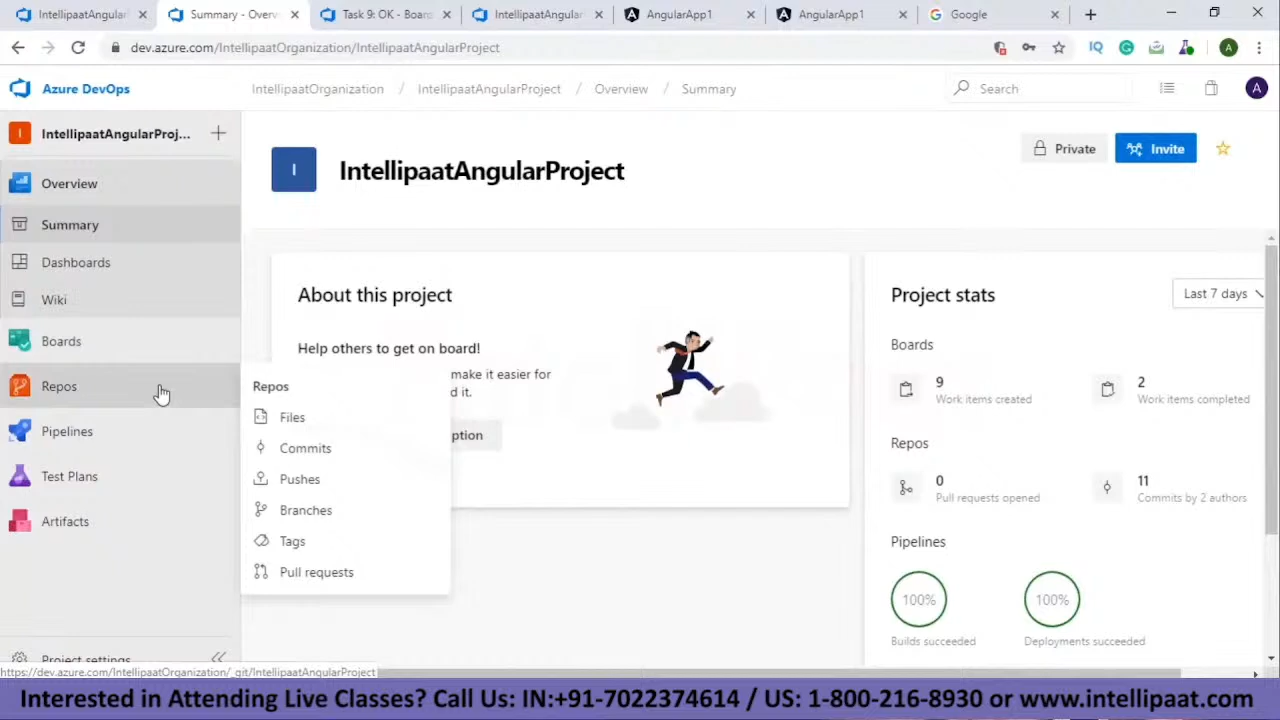 IntellipaatAngular
Summary - Overv
Task 9: OK - Board
IntellipaatAngular
AngularApp1
AngularApp1
Google
dev.azure.com/IntellipaatOrganization/IntellipaatAngularProject
IQ
A
Azure DevOps
IntellipaatOrganization / IntellipaatAngularProject / Overview / Summary
Search
A
I
IntellipaatAngularProj...
Overview
Summary
Dashboards
Wiki
Boards
Repos
Pipelines
Test Plans
Artifacts
Project settings
I
IntellipaatAngularProject
Private
Invite
About this project
Help others to get on board!
make it easier for
d it.
ption
Repos
Files
Commits
Pushes
Branches
Tags
Pull requests
Project stats
Last 7 days
Boards
9
Work items created
2
Work items completed
Repos
0
Pull requests opened
11
Commits by 2 authors
Pipelines
100%
Builds succeeded
100%
Deployments succeeded
https://dev.azure.com/IntellipaatOrganization/_git/IntellipaatAngularProject
Interested in Attending Live Classes? Call Us: IN:+91-7022374614 / US: 1-800-216-8930 or www.intellipaat.com